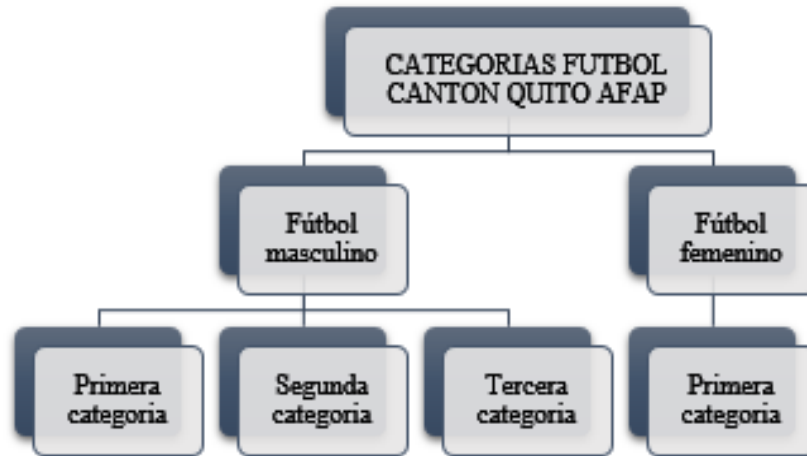 CATEGORIAS FUTBOL
CANTON QUITO AFAP
Fútbol
masculino
Fútbol
femenino
Primera
categoria
Segunda
categoria
Tercera
categoria
Primera
categoria